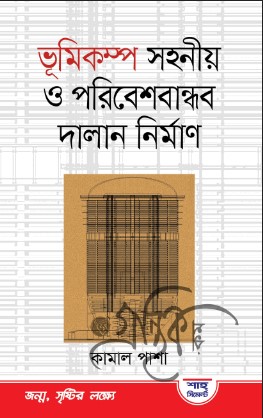 ভূমিকম্প সহনীয়
ও পরিবেশবান্ধব
দালান নির্মাণ
কামাল পাশা
জন্ম, সৃষ্টির লক্ষ্যে
শাহ্
সিমেন্ট